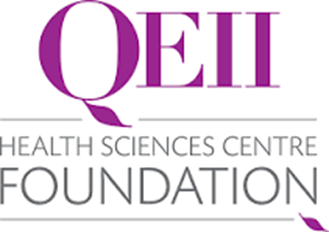 QEII
HEALTH SCIENCES CENTRE
FOUNDATION